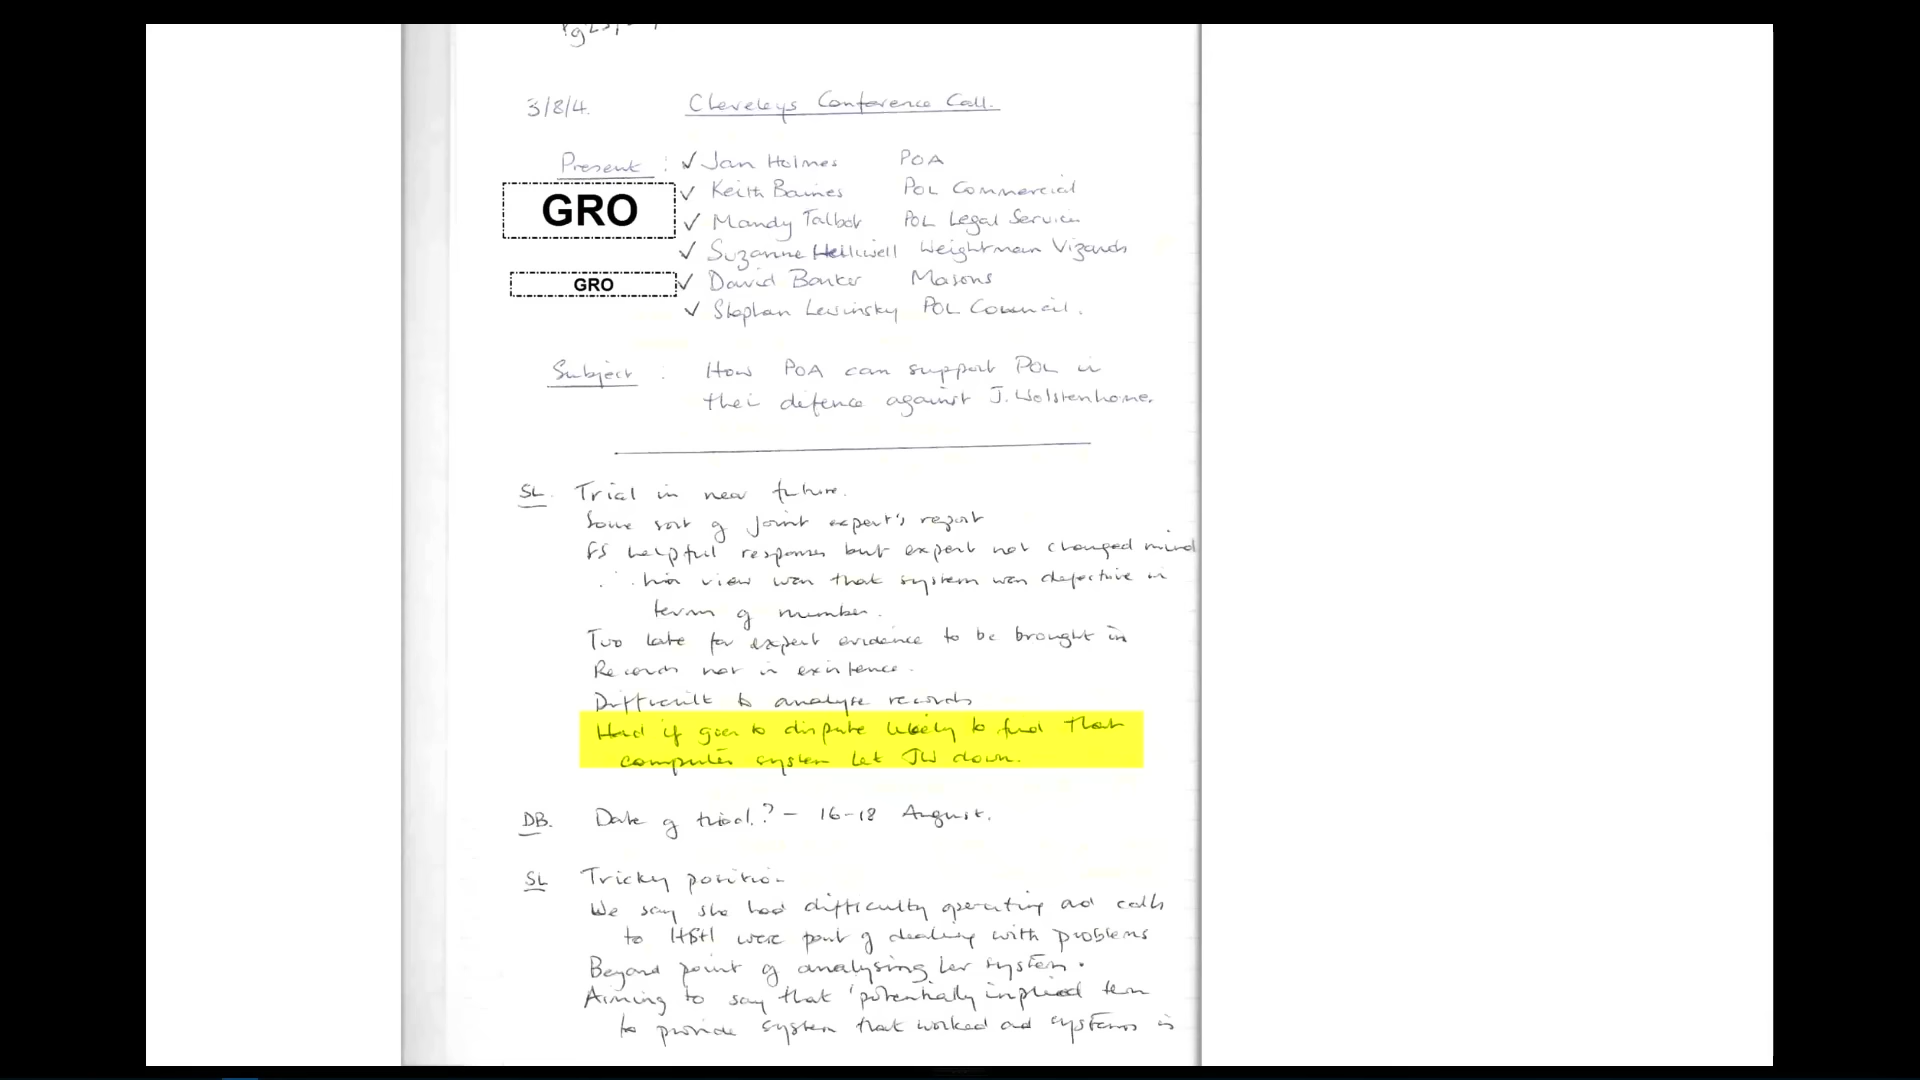 3/8/4. Cleveleys Conference Call.
Present : ✓ Jan Holmes POA
GRO ✓ Keith Baines POL Commercial
✓ Mandy Talbot POL Legal Services
✓ Suzanne Helliwell Weightman Vizards
GRO ✓ David Banker Masons
✓ Stephan Lewinsky POL Council.
Subject : How POA can support POL in
their defence against J. Wolstenhome.
SL. Trial in near future.
Some sort of joint expert's report
FS helpful response but expert not changed mind
∴ his view was that system was defective in
terms of number.
Too late for expert evidence to be brought in
Records not in existence.
Difficult to analyse records
Had if goes to dispute likely to find that
computer system let JW down.
DB. Date of trial? – 16-18 August.
SL Tricky position
We say she had difficulty operating and calls
to HSH were part of dealing with problems
Beyond point of analysing her system.
Aiming to say that 'potentially implied term
to provide system that worked and systems is